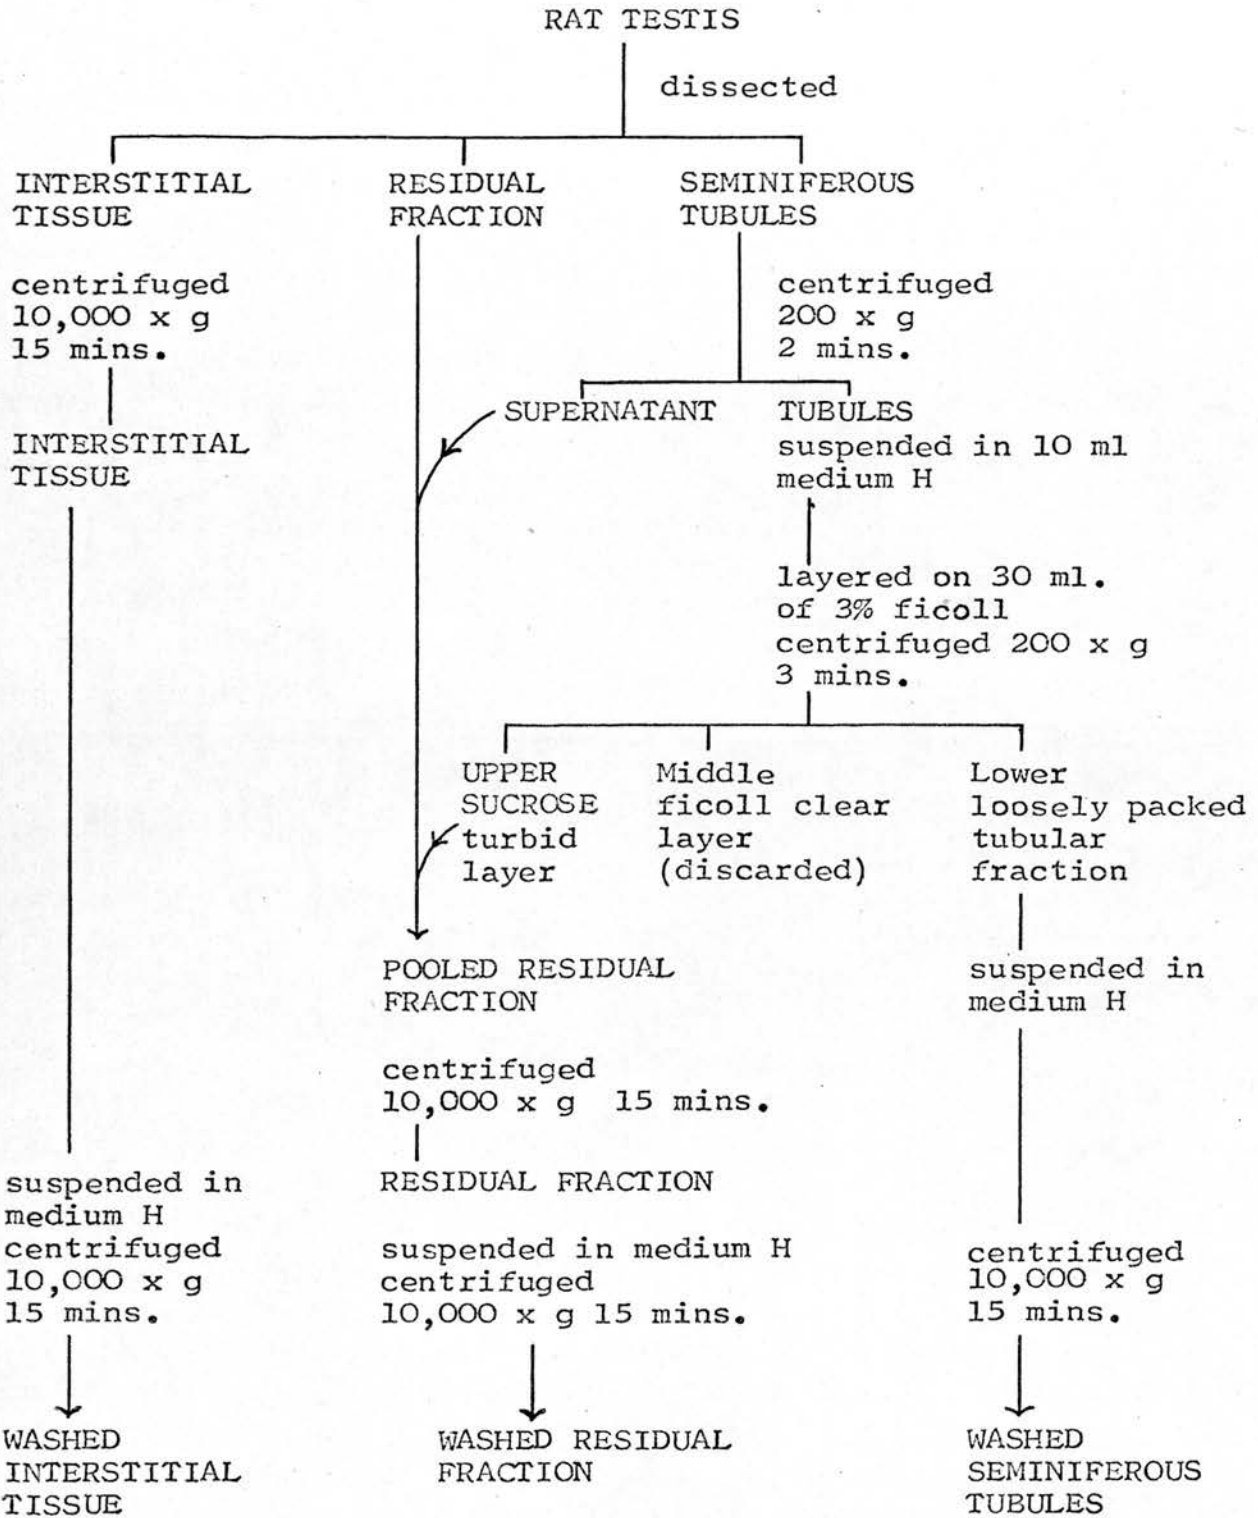 RAT TESTIS
dissected
INTERSTITIAL
TISSUE
RESIDUAL
FRACTION
SEMINIFEROUS
TUBULES
centrifuged
10,000 x g
15 mins.
centrifuged
200 x g
2 mins.
SUPERNATANT
TUBULES
suspended in 10 ml
medium H
INTERSTITIAL
TISSUE
layered on 30 ml.
of 3% ficoll
centrifuged 200 x g
3 mins.
UPPER
SUCROSE
turbid
layer
Middle
ficoll clear
layer
(discarded)
Lower
loosely packed
tubular
fraction
POOLED RESIDUAL
FRACTION
suspended in
medium H
centrifuged
10,000 x g 15 mins.
RESIDUAL FRACTION
suspended in
medium H
centrifuged
10,000 x g
15 mins.
suspended in medium H
centrifuged
10,000 x g 15 mins.
centrifuged
10,000 x g
15 mins.
WASHED
INTERSTITIAL
TISSUE
WASHED RESIDUAL
FRACTION
WASHED
SEMINIFEROUS
TUBULES